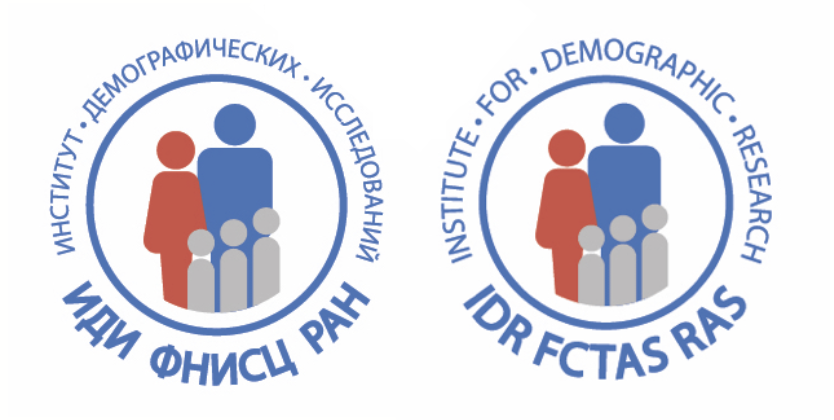 ИНСТИТУТ · ДЕМОГРАФИЧЕСКИХ · ИССЛЕДОВАНИЙ
ИДИ ФНИСЦ РАН
INSTITUTE · FOR · DEMOGRAPHIC · RESEARCH
IDR FCTAS RAS